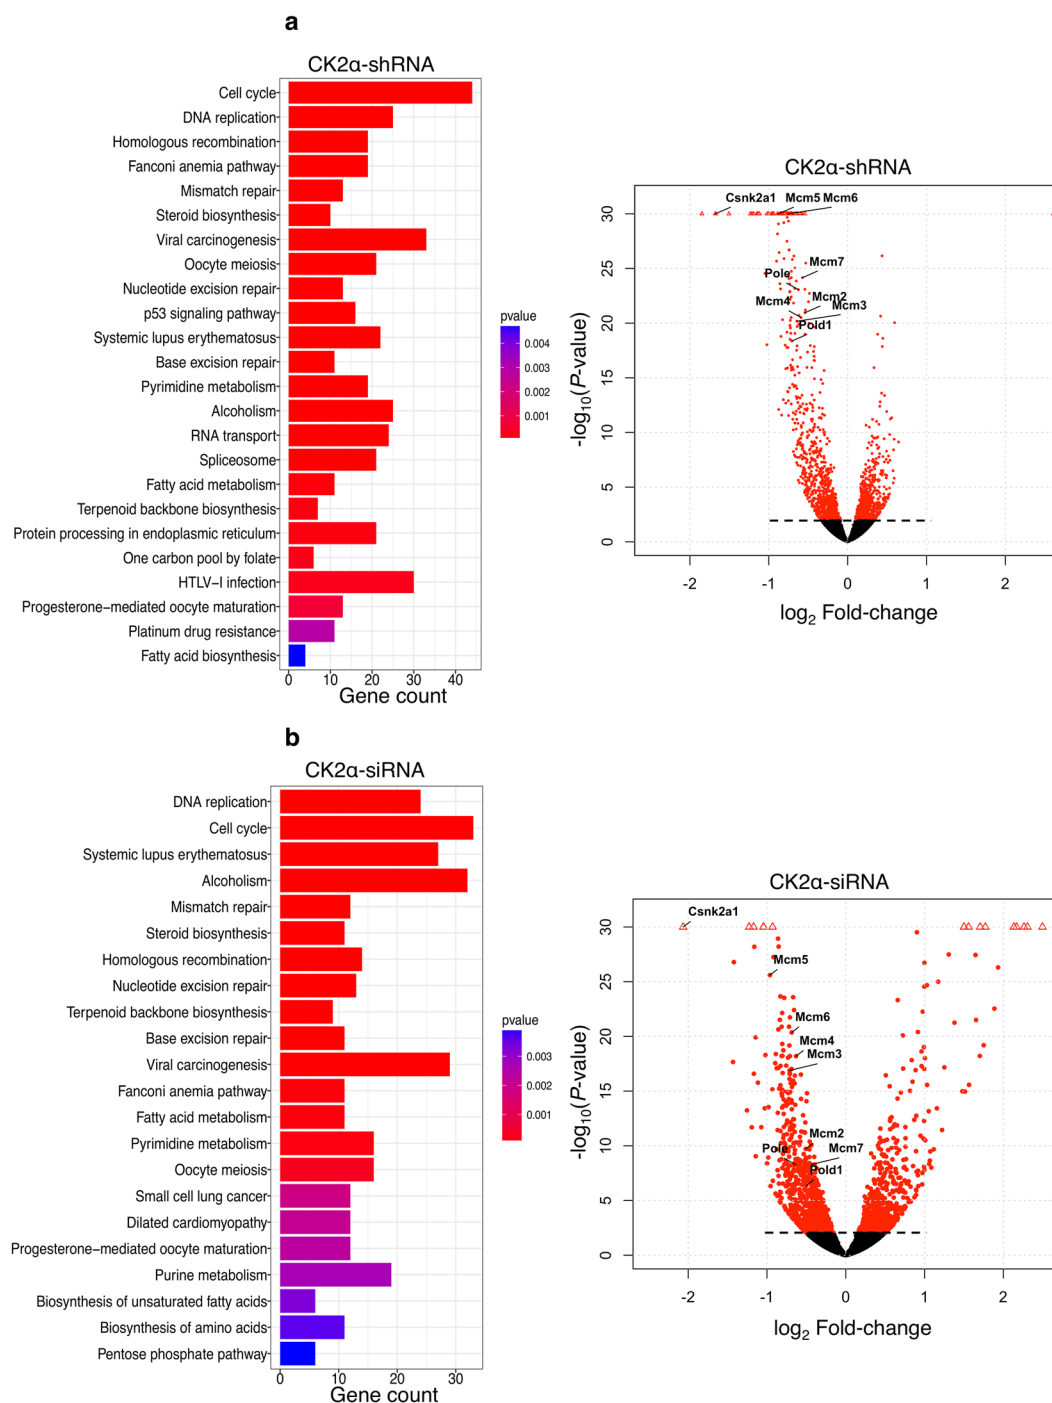 a
CK2α-shRNA
Cell cycle
DNA replication
Homologous recombination
Fanconi anemia pathway
Mismatch repair
Steroid biosynthesis
Viral carcinogenesis
Oocyte meiosis
Nucleotide excision repair
p53 signaling pathway
Systemic lupus erythematosus
Base excision repair
Pyrimidine metabolism
Alcoholism
RNA transport
Spliceosome
Fatty acid metabolism
Terpenoid backbone biosynthesis
Protein processing in endoplasmic reticulum
One carbon pool by folate
HTLV−I infection
Progesterone−mediated oocyte maturation
Platinum drug resistance
Fatty acid biosynthesis
0 10 20 30 40
Gene count
pvalue
0.004
0.003
0.002
0.001
CK2α-shRNA
Csnk2a1 Mcm5 Mcm6
Mcm7
Pole
Mcm2
Mcm4
Mcm3
Pold1
30
25
20
15
10
5
0
-log10(P-value)
-2 -1 0 1 2
log2 Fold-change
b
CK2α-siRNA
DNA replication
Cell cycle
Systemic lupus erythematosus
Alcoholism
Mismatch repair
Steroid biosynthesis
Homologous recombination
Nucleotide excision repair
Terpenoid backbone biosynthesis
Base excision repair
Viral carcinogenesis
Fanconi anemia pathway
Fatty acid metabolism
Pyrimidine metabolism
Oocyte meiosis
Small cell lung cancer
Dilated cardiomyopathy
Progesterone−mediated oocyte maturation
Purine metabolism
Biosynthesis of unsaturated fatty acids
Biosynthesis of amino acids
Pentose phosphate pathway
0 10 20 30
Gene count
pvalue
0.003
0.002
0.001
CK2α-siRNA
Csnk2a1
Mcm5
Mcm6
Mcm4
Mcm3
Mcm2
Pole
Mcm7
Pold1
30
25
20
15
10
5
0
-log10(P-value)
-2 -1 0 1 2
log2 Fold-change